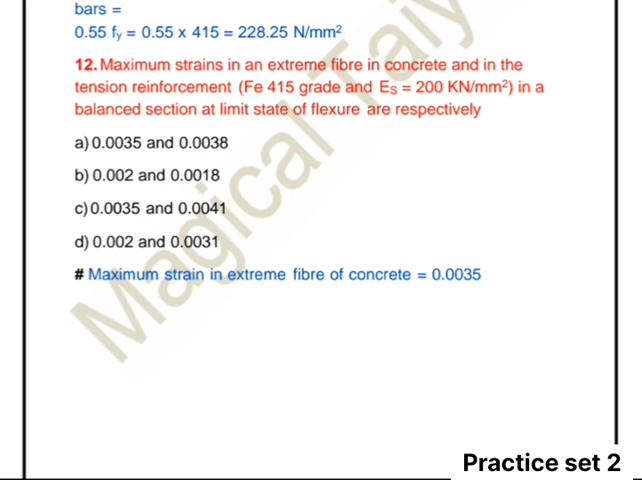 bars =
0.55 fy = 0.55 x 415 = 228.25 N/mm²
12. Maximum strains in an extreme fibre in concrete and in the
tension reinforcement (Fe 415 grade and ES = 200 KN/mm²) in a
balanced section at limit state of flexure are respectively
a) 0.0035 and 0.0038
b) 0.002 and 0.0018
c) 0.0035 and 0.0041
d) 0.002 and 0.0031
# Maximum strain in extreme fibre of concrete = 0.0035
Magical Taiy
Practice set 2